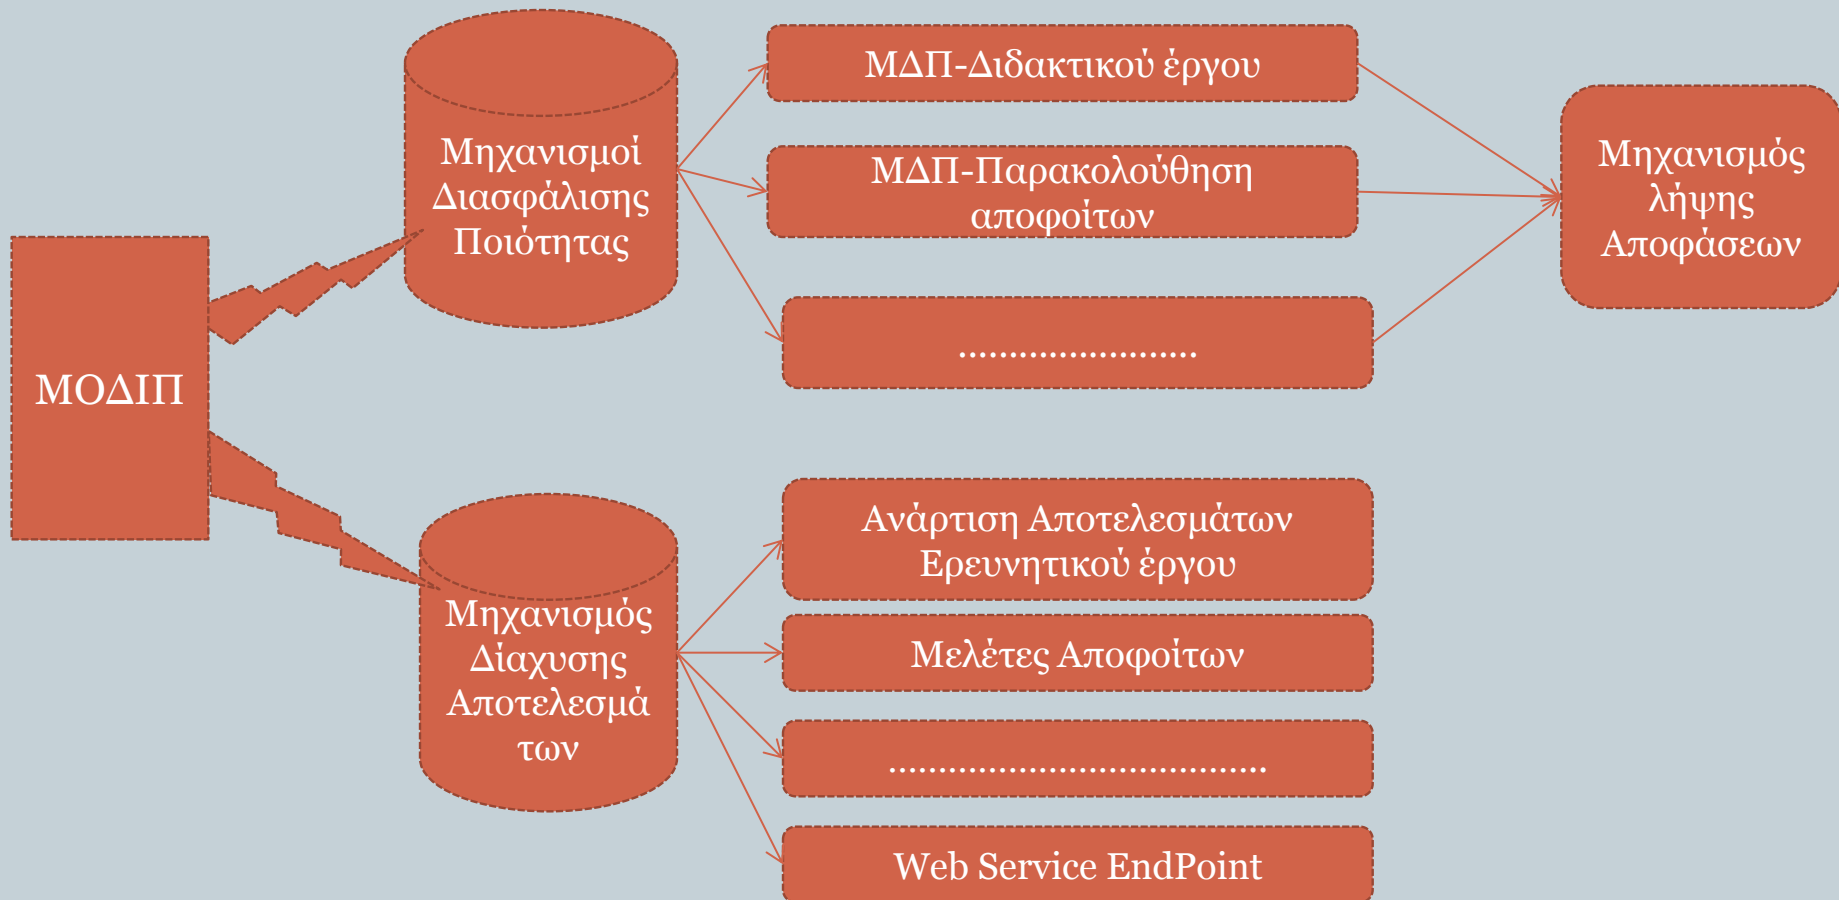 ΜΟΔΙΠ
Μηχανισμοί
Διασφάλισης
Ποιότητας
ΜΔΠ-Διδακτικού έργου
ΜΔΠ-Παρακολούθηση
αποφοίτων
........................
Μηχανισμός
λήψης
Αποφάσεων
Μηχανισμός
Δίαχυσης
Αποτελεσμά
των
Ανάρτιση Αποτελεσμάτων
Ερευνητικού έργου
Μελέτες Αποφοίτων
......................................
Web Service EndPoint